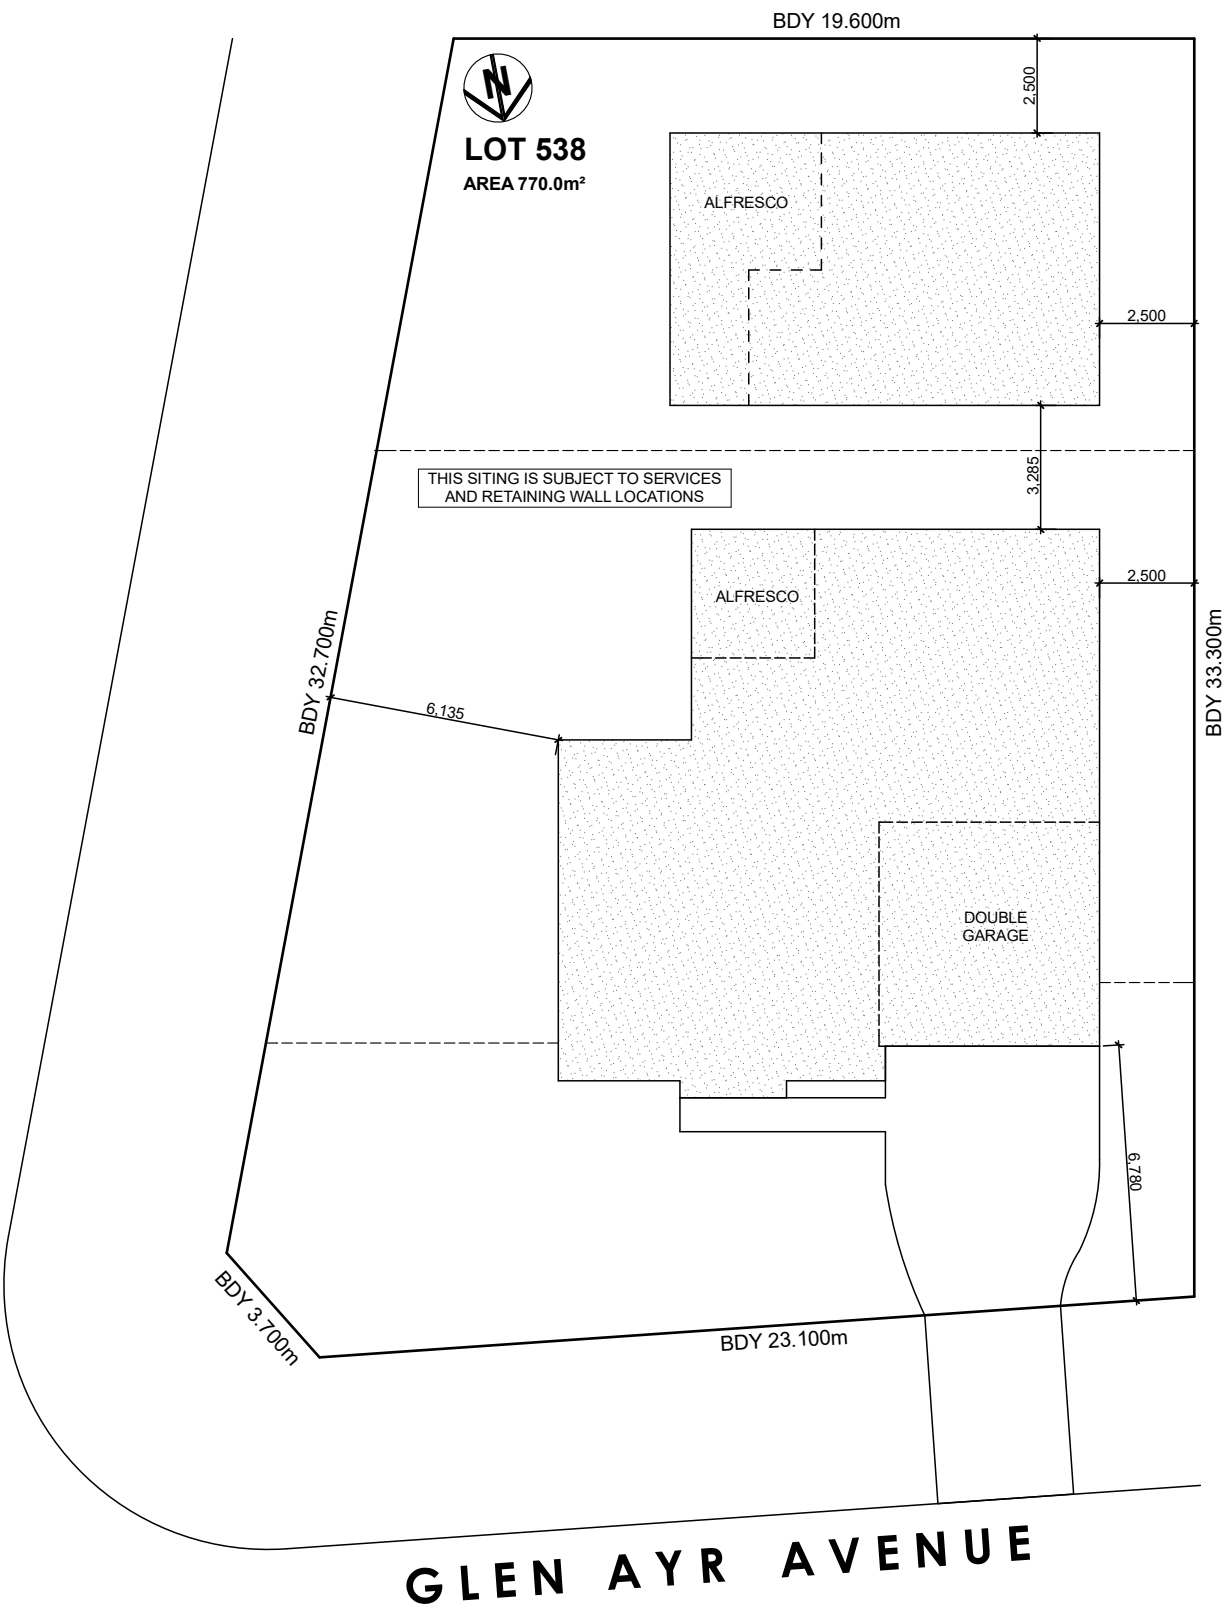 BDY 19.600m
N
2,500
LOT 538
AREA 770.0m²
ALFRESCO
2,500
3,285
THIS SITING IS SUBJECT TO SERVICES
AND RETAINING WALL LOCATIONS
2,500
ALFRESCO
BDY 32.700m
BDY 33.300m
6,135
DOUBLE
GARAGE
6,780
BDY 3.700m
BDY 23.100m
GLEN AYR AVENUE